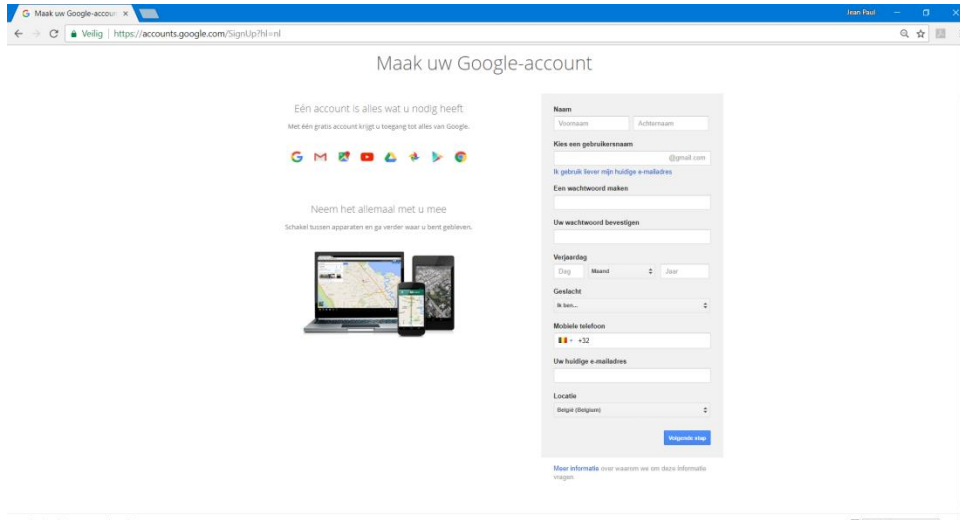 Maak uw Google-accou
Jean Paul
Veilig | https://accounts.google.com/SignUp?hl=nl
Maak uw Google-account
Eén account is alles wat u nodig heeft
Met één gratis account krijgt u toegang tot alles van Google.
Neem het allemaal met u mee
Schakel tussen apparaten en ga verder waar u bent gebleven.
Naam
Voornaam Achternaam
Kies een gebruikersnaam
@gmail.com
Ik gebruik liever mijn huidige e-mailadres
Een wachtwoord maken
Uw wachtwoord bevestigen
Verjaardag
Dag Maand Jaar
Geslacht
Ik ben...
Mobiele telefoon
+32
Uw huidige e-mailadres
Locatie
België (Belgium)
Volgende stap
Meer informatie over waarom we om deze informatie
vragen